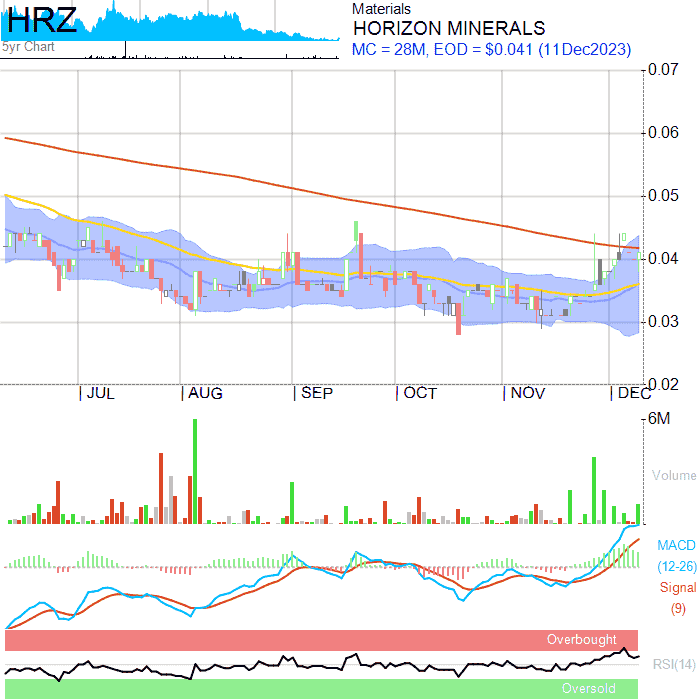 HRZ
5yr Chart
Materials
HORIZON MINERALS
MC = 28M, EOD = $0.041 (11Dec2023)
0.07
0.06
0.05
0.04
0.03
0.02
JUL
AUG
SEP
OCT
NOV
DEC
6M
Volume
MACD
(12-26)
Signal
(9)
Overbought
RSI(14)
Oversold